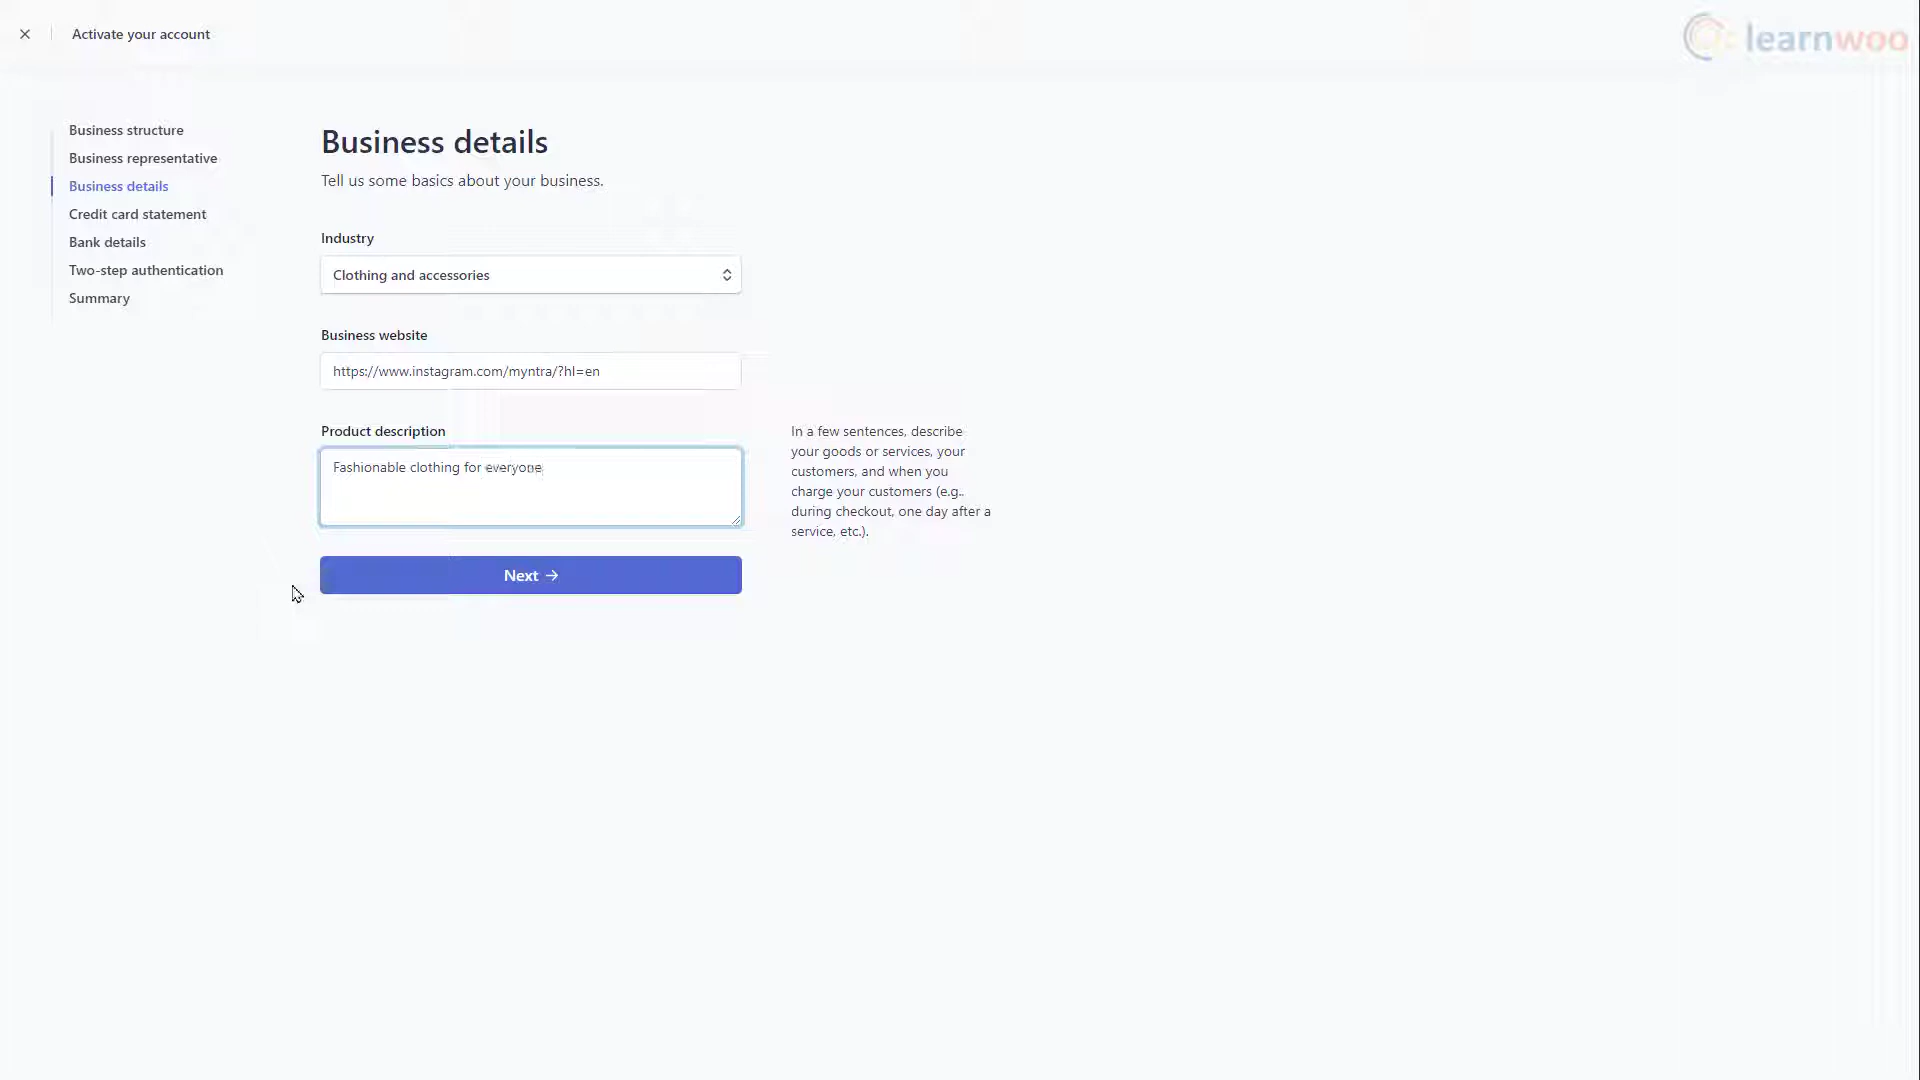 Activate your account
learnwoo
Business structure
Business representative
Business details
Credit card statement
Bank details
Two-step authentication
Summary
Business details
Tell us some basics about your business.
Industry
Clothing and accessories
Business website
https://www.instagram.com/myntra/?hl=en
Product description
Fashionable clothing for everyone
In a few sentences, describe
your goods or services, your
customers, and when you
charge your customers (e.g..
during checkout, one day after a
service, etc.).
Next →